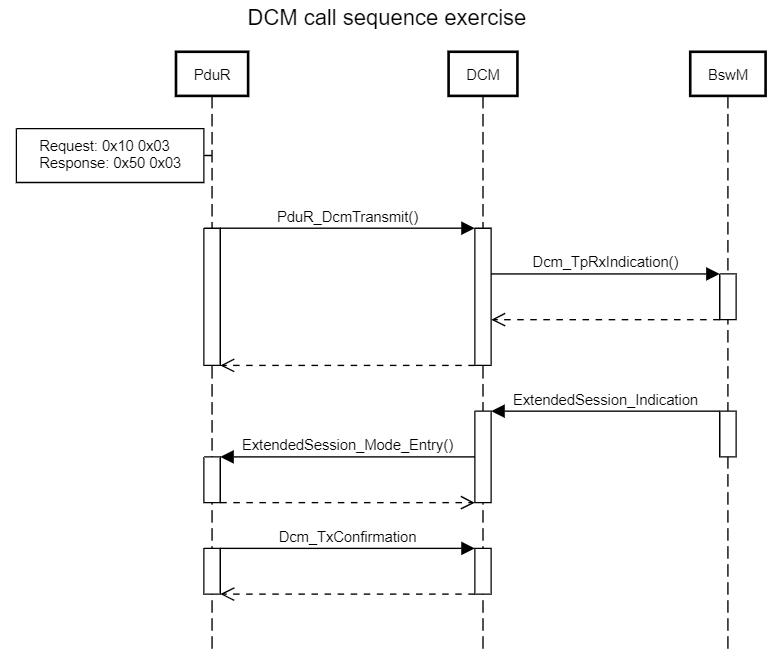 DCM call sequence exercise
PduR
DCM
BswM
Request: 0x10 0x03
Response: 0x50 0x03
PduR_DcmTransmit()
Dcm_TpRxIndication()
ExtendedSession_Indication
ExtendedSession_Mode_Entry()
Dcm_TxConfirmation